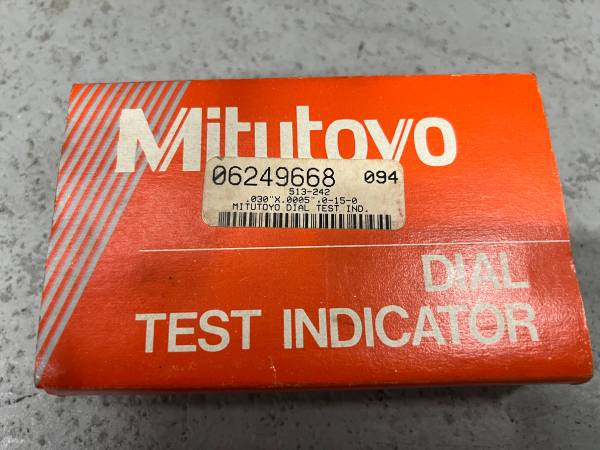 Mitutoyo
06249668 094
513-242
.030"X.0005",0-15-0
MITUTOYO DIAL TEST IND.
DIAL
TEST INDICATOR